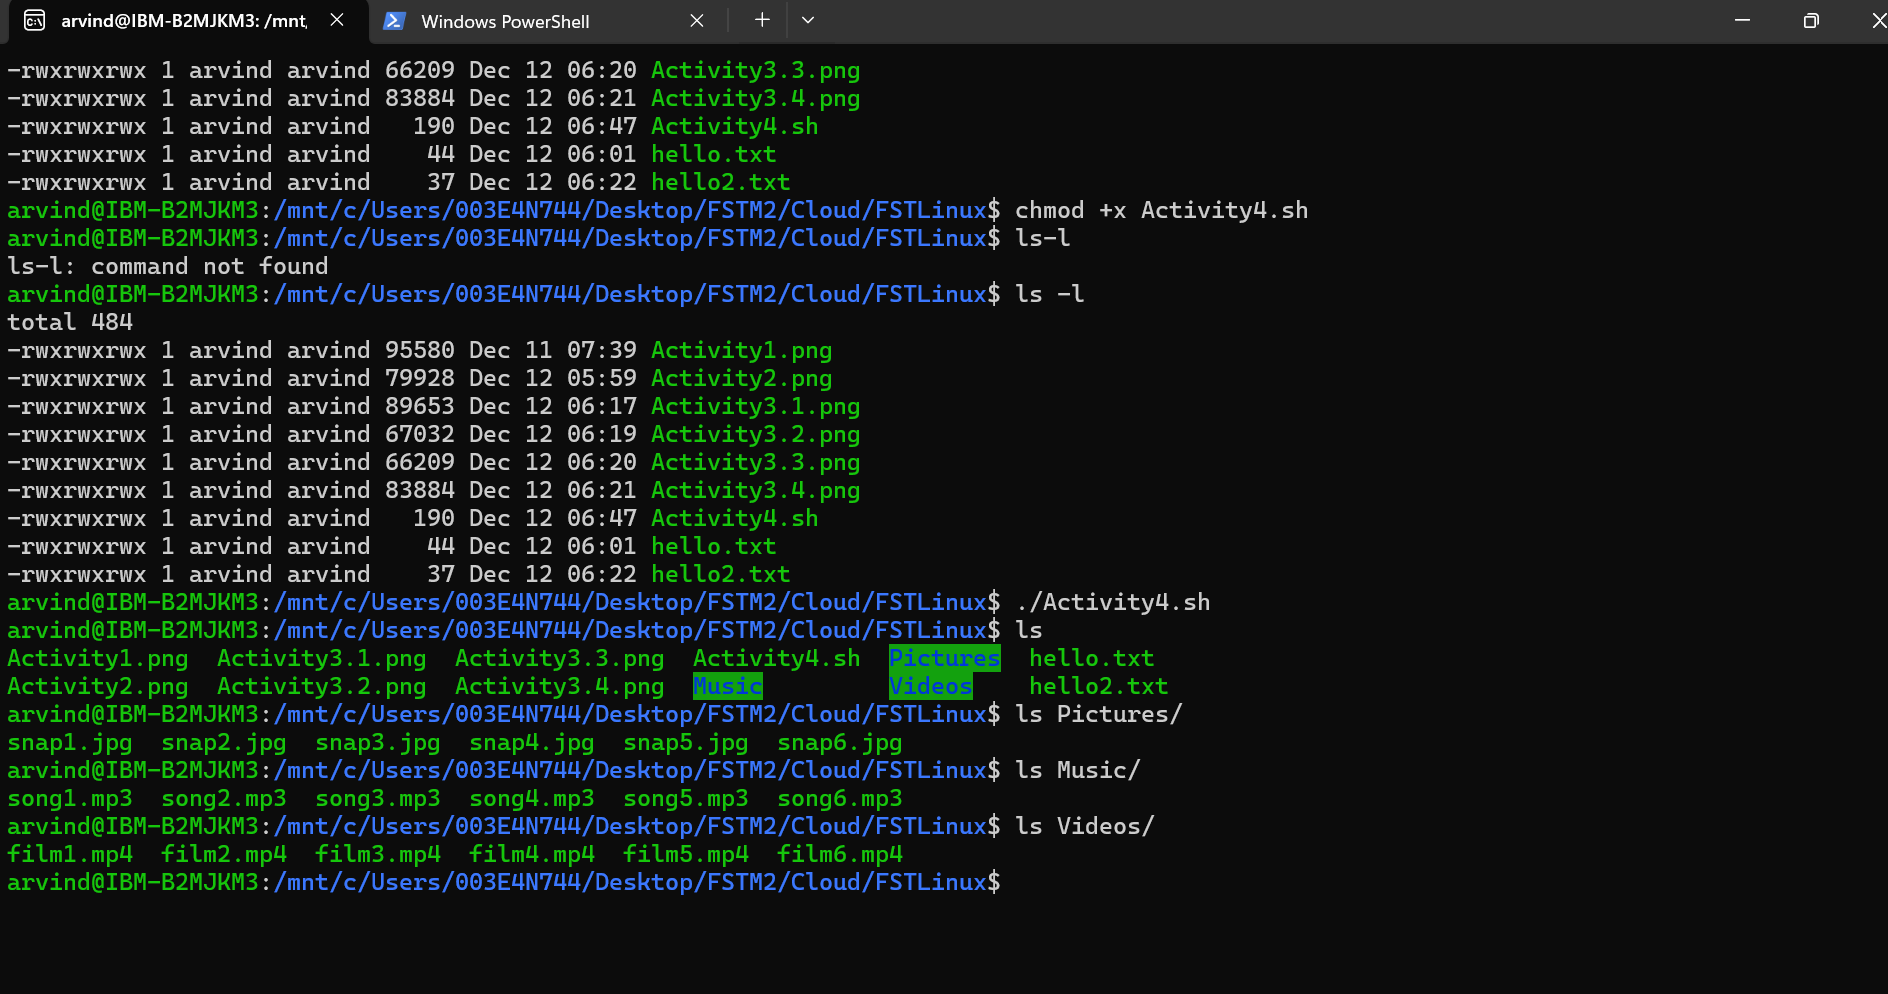 arvind@IBM-B2MJKM3: /mnt, Windows PowerShell
-rwxrwxrwx 1 arvind arvind 66209 Dec 12 06:20 Activity3.3.png
-rwxrwxrwx 1 arvind arvind 83884 Dec 12 06:21 Activity3.4.png
-rwxrwxrwx 1 arvind arvind   190 Dec 12 06:47 Activity4.sh
-rwxrwxrwx 1 arvind arvind    44 Dec 12 06:01 hello.txt
-rwxrwxrwx 1 arvind arvind    37 Dec 12 06:22 hello2.txt
arvind@IBM-B2MJKM3:/mnt/c/Users/003E4N744/Desktop/FSTM2/Cloud/FSTLinux$ chmod +x Activity4.sh
arvind@IBM-B2MJKM3:/mnt/c/Users/003E4N744/Desktop/FSTM2/Cloud/FSTLinux$ ls-l
ls-l: command not found
arvind@IBM-B2MJKM3:/mnt/c/Users/003E4N744/Desktop/FSTM2/Cloud/FSTLinux$ ls -l
total 484
-rwxrwxrwx 1 arvind arvind 95580 Dec 11 07:39 Activity1.png
-rwxrwxrwx 1 arvind arvind 79928 Dec 12 05:59 Activity2.png
-rwxrwxrwx 1 arvind arvind 89653 Dec 12 06:17 Activity3.1.png
-rwxrwxrwx 1 arvind arvind 67032 Dec 12 06:19 Activity3.2.png
-rwxrwxrwx 1 arvind arvind 66209 Dec 12 06:20 Activity3.3.png
-rwxrwxrwx 1 arvind arvind 83884 Dec 12 06:21 Activity3.4.png
-rwxrwxrwx 1 arvind arvind   190 Dec 12 06:47 Activity4.sh
-rwxrwxrwx 1 arvind arvind    44 Dec 12 06:01 hello.txt
-rwxrwxrwx 1 arvind arvind    37 Dec 12 06:22 hello2.txt
arvind@IBM-B2MJKM3:/mnt/c/Users/003E4N744/Desktop/FSTM2/Cloud/FSTLinux$ ./Activity4.sh
arvind@IBM-B2MJKM3:/mnt/c/Users/003E4N744/Desktop/FSTM2/Cloud/FSTLinux$ ls
Activity1.png  Activity3.1.png  Activity3.3.png  Activity4.sh  Pictures  hello.txt
Activity2.png  Activity3.2.png  Activity3.4.png  Music         Videos    hello2.txt
arvind@IBM-B2MJKM3:/mnt/c/Users/003E4N744/Desktop/FSTM2/Cloud/FSTLinux$ ls Pictures/
snap1.jpg  snap2.jpg  snap3.jpg  snap4.jpg  snap5.jpg  snap6.jpg
arvind@IBM-B2MJKM3:/mnt/c/Users/003E4N744/Desktop/FSTM2/Cloud/FSTLinux$ ls Music/
song1.mp3  song2.mp3  song3.mp3  song4.mp3  song5.mp3  song6.mp3
arvind@IBM-B2MJKM3:/mnt/c/Users/003E4N744/Desktop/FSTM2/Cloud/FSTLinux$ ls Videos/
film1.mp4  film2.mp4  film3.mp4  film4.mp4  film5.mp4  film6.mp4
arvind@IBM-B2MJKM3:/mnt/c/Users/003E4N744/Desktop/FSTM2/Cloud/FSTLinux$